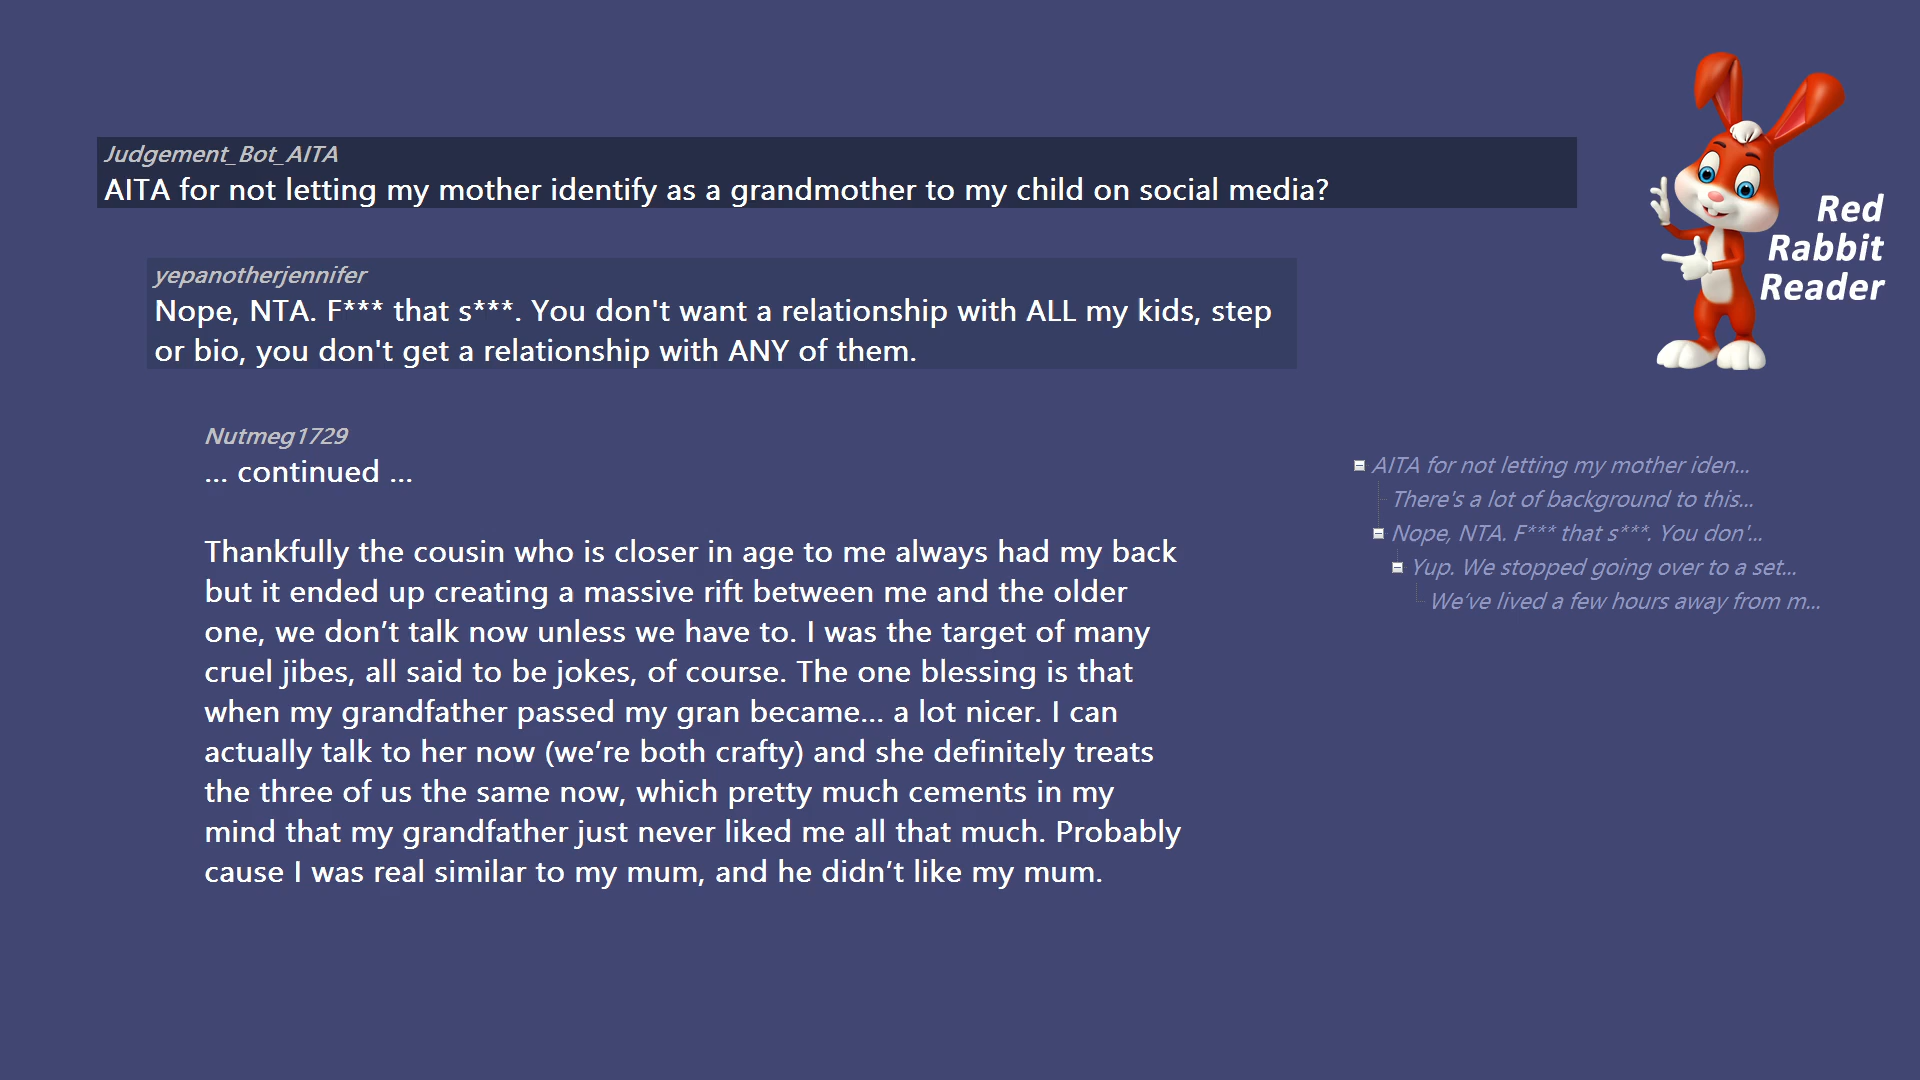 Judgement_Bot_AITA
AITA for not letting my mother identify as a grandmother to my child on social media?
yepanotherjennifer
Nope, NTA. F*** that s***. You don't want a relationship with ALL my kids, step
or bio, you don't get a relationship with ANY of them.
Nutmeg1729
... continued ...
Thankfully the cousin who is closer in age to me always had my back
but it ended up creating a massive rift between me and the older
one, we don’t talk now unless we have to. I was the target of many
cruel jibes, all said to be jokes, of course. The one blessing is that
when my grandfather passed my gran became... a lot nicer. I can
actually talk to her now (we’re both crafty) and she definitely treats
the three of us the same now, which pretty much cements in my
mind that my grandfather just never liked me all that much. Probably
cause I was real similar to my mum, and he didn’t like my mum.
Red
Rabbit
Reader
AITA for not letting my mother iden...
There's a lot of background to this...
Nope, NTA. F*** that s***. You don'...
Yup. We stopped going over to a set...
We’ve lived a few hours away from m...